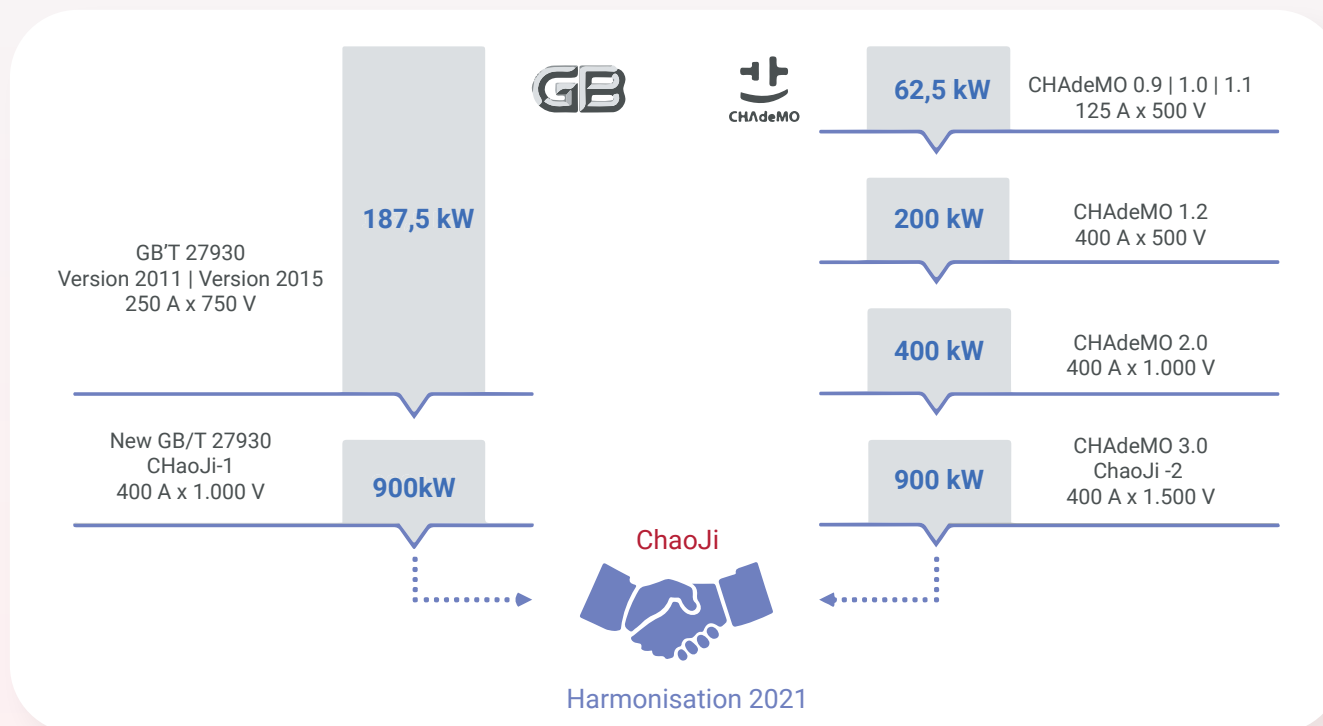 GB
CHAdeMO
187,5 kW
GB'T 27930
Version 2011 | Version 2015
250 A x 750 V
New GB/T 27930
CHaoJi-1
400 A x 1.000 V
900kW
62,5 kW
CHAdeMO 0.9 | 1.0 | 1.1
125 A x 500 V
200 kW
CHAdeMO 1.2
400 A x 500 V
400 kW
CHAdeMO 2.0
400 A x 1.000 V
900 kW
CHAdeMO 3.0
ChaoJi -2
400 A x 1.500 V
ChaoJi
Harmonisation 2021